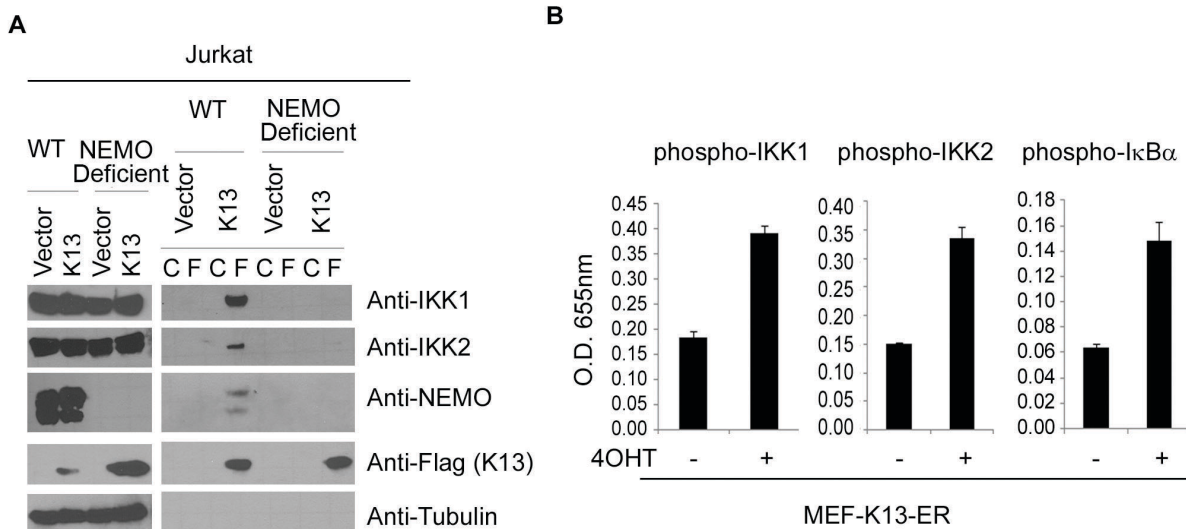 A
Jurkat
WT
NEMO
Deficient
WT
NEMO
Deficient
Vector
K13
Vector
K13
Vector
K13
Vector
K13
C F C F C F C F
Anti-IKK1
Anti-IKK2
Anti-NEMO
Anti-Flag (K13)
Anti-Tubulin
B
phospho-IKK1
phospho-IKK2
phospho-IκBα
O.D. 655nm
0.45
0.40
0.35
0.30
0.25
0.20
0.15
0.10
0.05
0.00
0.40
0.35
0.30
0.25
0.20
0.15
0.10
0.05
0.00
0.18
0.16
0.14
0.12
0.10
0.08
0.06
0.04
0.02
0.00
4OHT - + - + - +
MEF-K13-ER